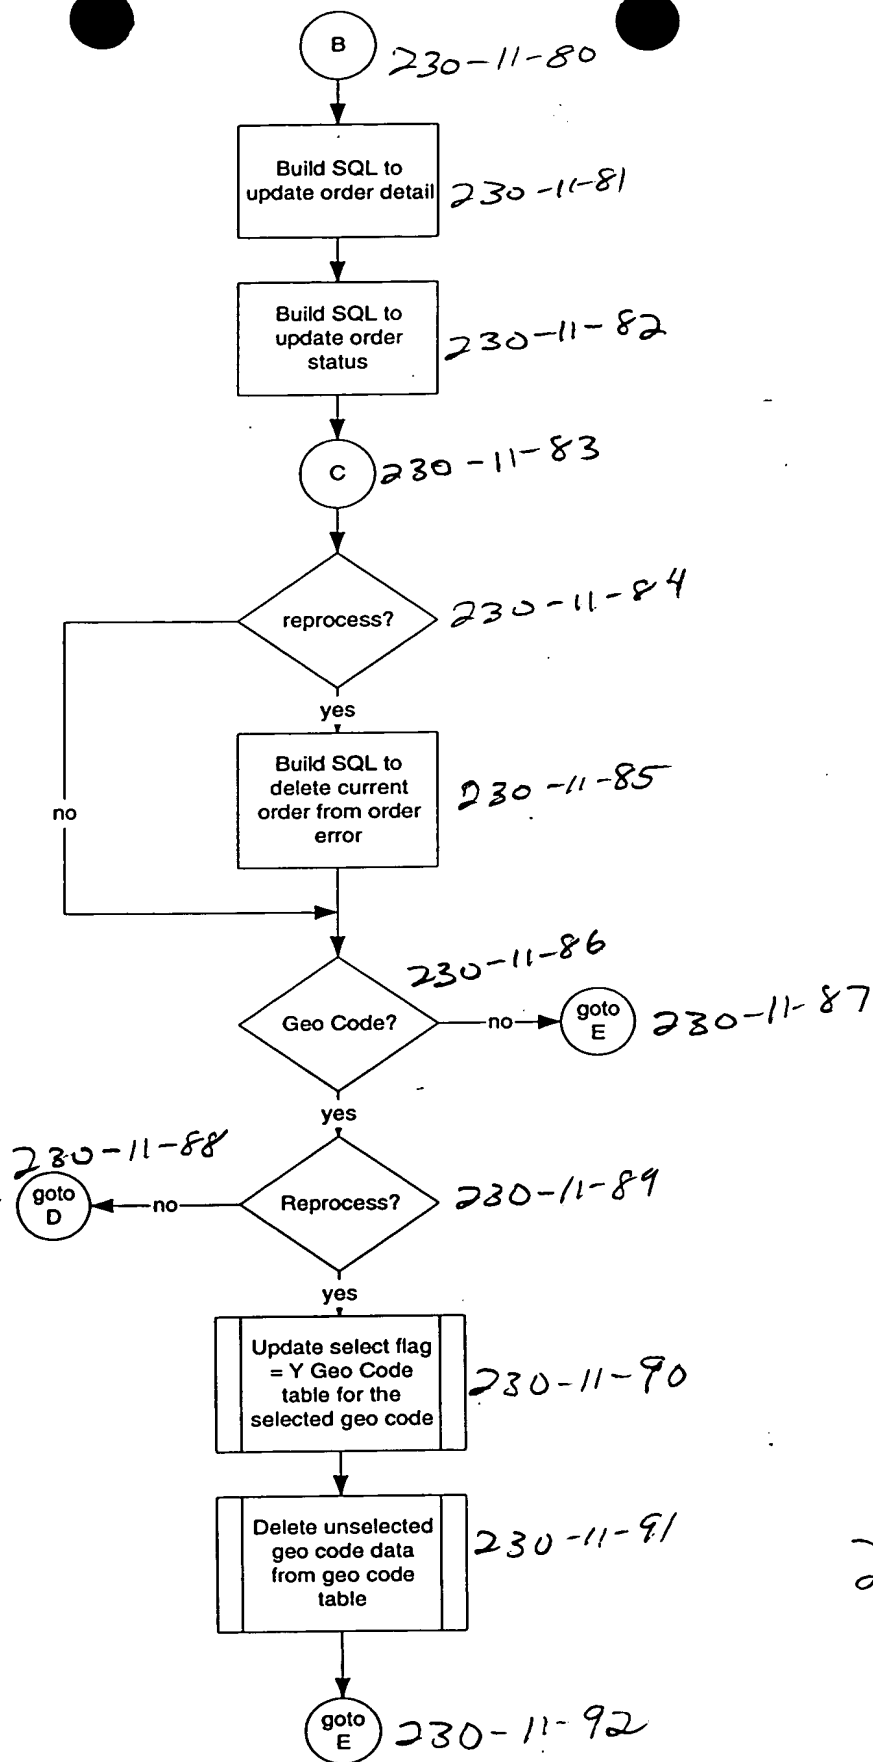 B
230-11-80
Build SQL to
update order detail
230-11-81
Build SQL to
update order
status
230-11-82
C
230-11-83
reprocess?
230-11-84
yes
no
Build SQL to
delete current
order from order
error
230-11-85
230-11-86
Geo Code?
no
goto
E
230-11-87
yes
230-11-88
goto
D
no
Reprocess?
230-11-89
yes
Update select flag
= Y Geo Code
table for the
selected geo code
230-11-90
Delete unselected
geo code data
from geo code
table
230-11-91
goto
E
230-11-92